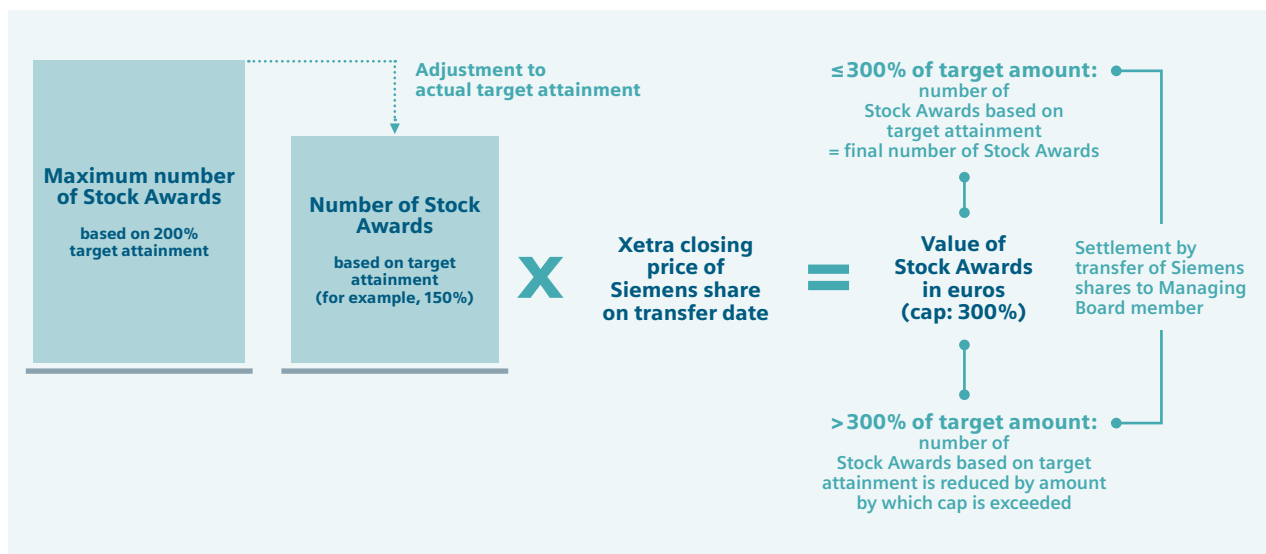 Adjustment to
actual target attainment
Maximum number
of Stock Awards
based on 200%
target attainment
Number of Stock
Awards
based on target
attainment
(for example, 150%)
X
Xetra closing
price of
Siemens share
on transfer date
=
≤300% of target amount:
number of
Stock Awards based on
target attainment
= final number of Stock Awards
Value of
Stock Awards
in euros
(cap: 300%)
>300% of target amount:
number of
Stock Awards based on target
attainment is reduced by amount
by which cap is exceeded
Settlement by
transfer of Siemens
shares to Managing
Board member